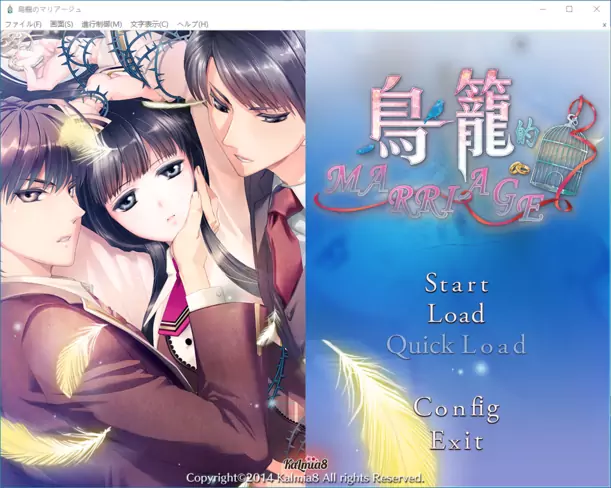 鳥籠のマリアージュ
ファイル(F) 画面(S) 進行制御(M) 文字表示(C) ヘルプ(H)
鳥籠的
MARRIAGE
Start
Load
Quick Load
Config
Exit
Kalmia8
Copyright©2014 Kalmia8 All rights Reserved.